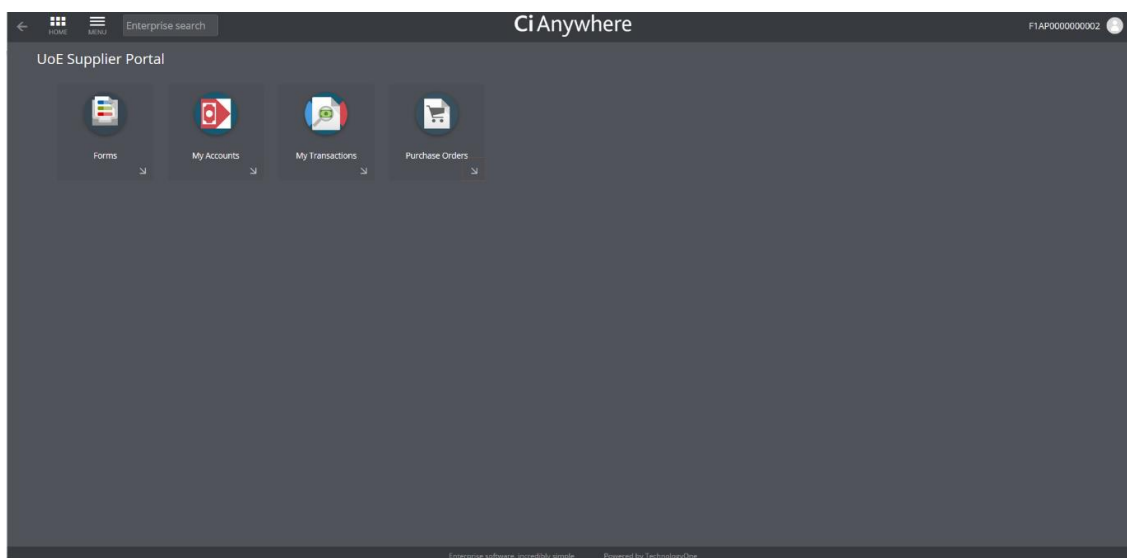 HOME
MENU
Enterprise search
Ci Anywhere
F1AP0000000002
UoE Supplier Portal
Forms
My Accounts
My Transactions
Purchase Orders
Enterprise software, incredibly simple
Powered by TechnologyOne